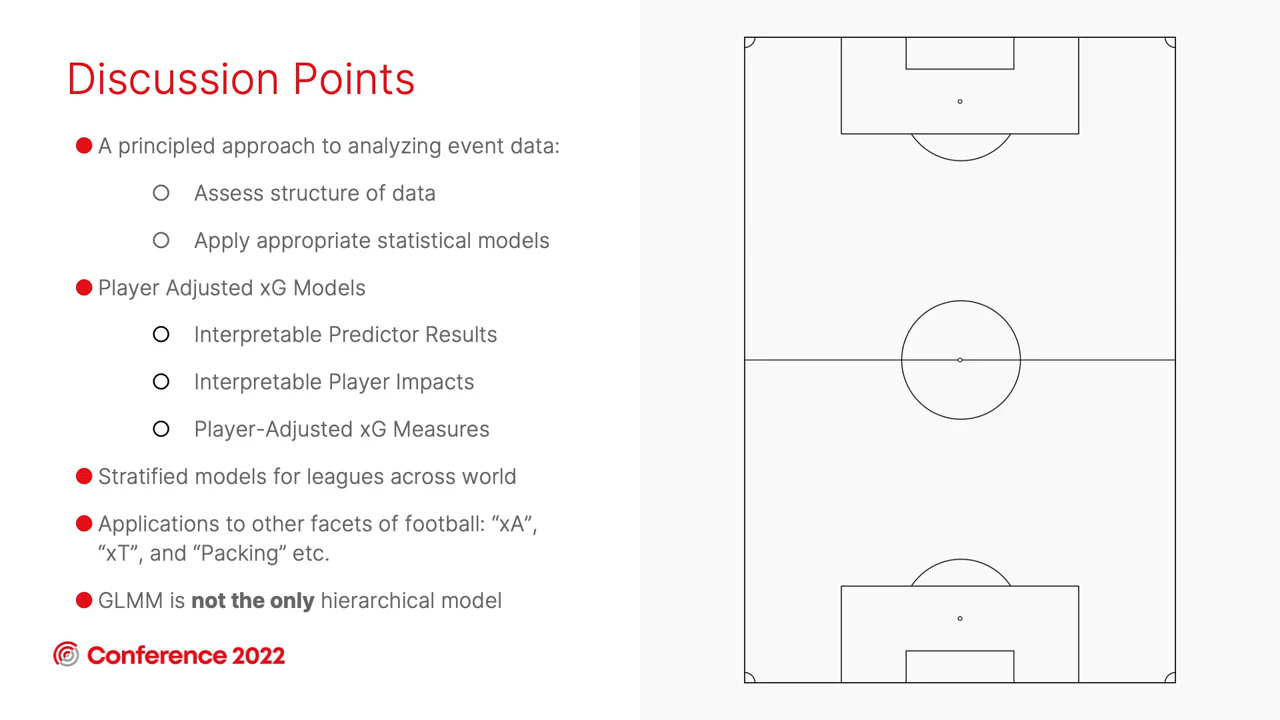 Discussion Points
A principled approach to analyzing event data:
Assess structure of data
Apply appropriate statistical models
Player Adjusted xG Models
Interpretable Predictor Results
Interpretable Player Impacts
Player-Adjusted xG Measures
Stratified models for leagues across world
Applications to other facets of football: “xA”,
“xT”, and “Packing” etc.
GLMM is not the only hierarchical model
Conference 2022